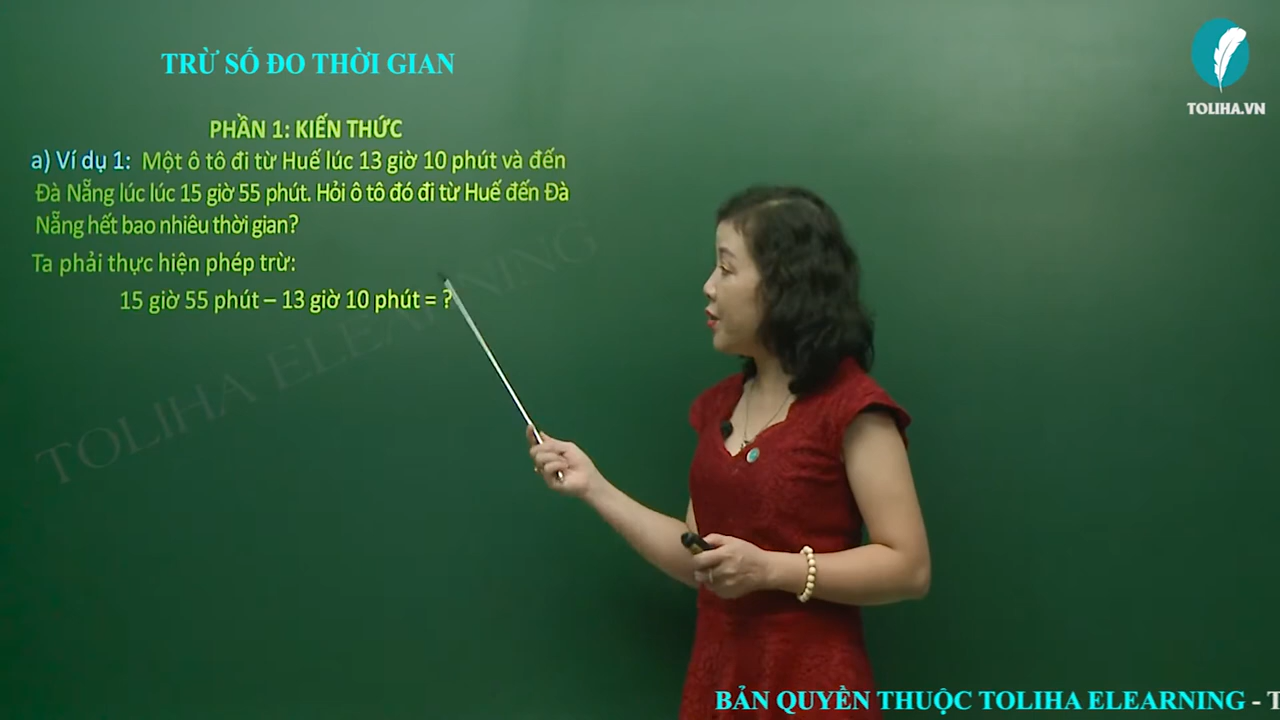 TRỪ SỐ ĐO THỜI GIAN
TOLIHA.VN
PHẦN 1: KIẾN THỨC
a) Ví dụ 1: Một ô tô đi từ Huế lúc 13 giờ 10 phút và đến
Đà Nẵng lúc lúc 15 giờ 55 phút. Hỏi ô tô đó đi từ Huế đến Đà
Nẵng hết bao nhiêu thời gian?
Ta phải thực hiện phép trừ:
15 giờ 55 phút – 13 giờ 10 phút = ?
TOLIHA ELEARNING
BẢN QUYỀN THUỘC TOLIHA ELEARNING - T